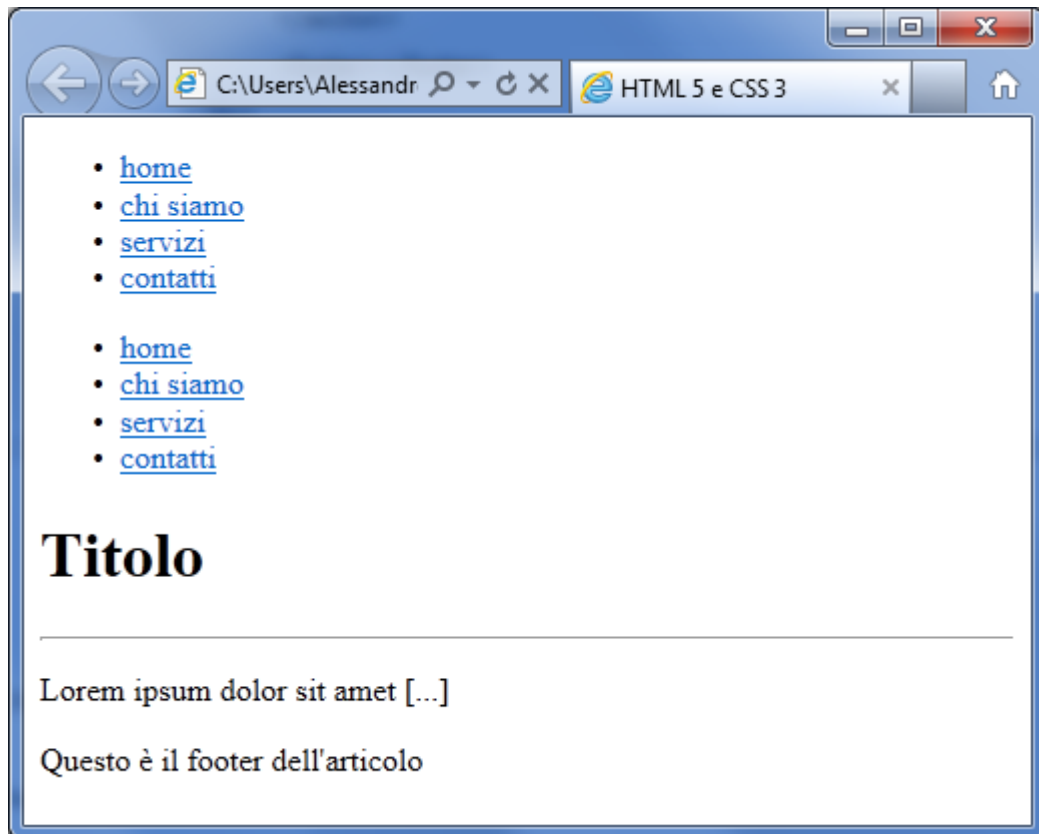 C:\Users\Alessandr
HTML 5 e CSS 3
• home
• chi siamo
• servizi
• contatti
• home
• chi siamo
• servizi
• contatti
Titolo
Lorem ipsum dolor sit amet [...]
Questo è il footer dell'articolo